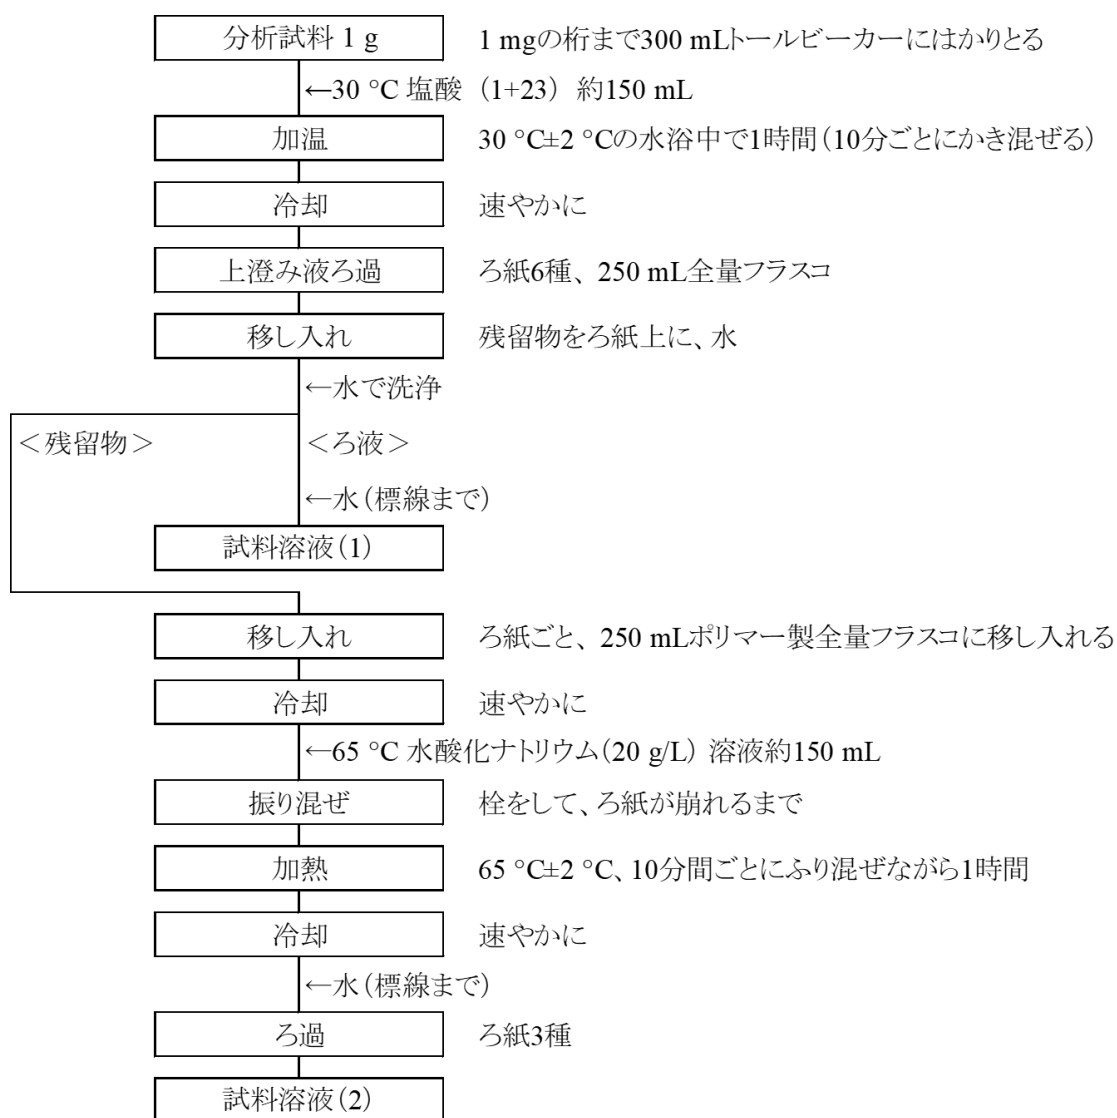 分析試料 1 g 1 mgの桁まで300 mLトールビーカーにはかりとる
←30 °C 塩酸（1+23）約150 mL
加温 30 °C±2 °Cの水浴中で1時間（10分ごとにかき混ぜる）
冷却 速やかに
上澄み液ろ過 ろ紙6種、250 mL全量フラスコ
移し入れ 残留物をろ紙上に、水
←水で洗浄
＜残留物＞ ＜ろ液＞
←水（標線まで）
試料溶液（1）
移し入れ ろ紙ごと、250 mLポリマー製全量フラスコに移し入れる
冷却 速やかに
←65 °C 水酸化ナトリウム（20 g/L）溶液約150 mL
振り混ぜ 栓をして、ろ紙が崩れるまで
加熱 65 °C±2 °C、10分間ごとにふり混ぜながら1時間
冷却 速やかに
←水（標線まで）
ろ過 ろ紙3種
試料溶液（2）